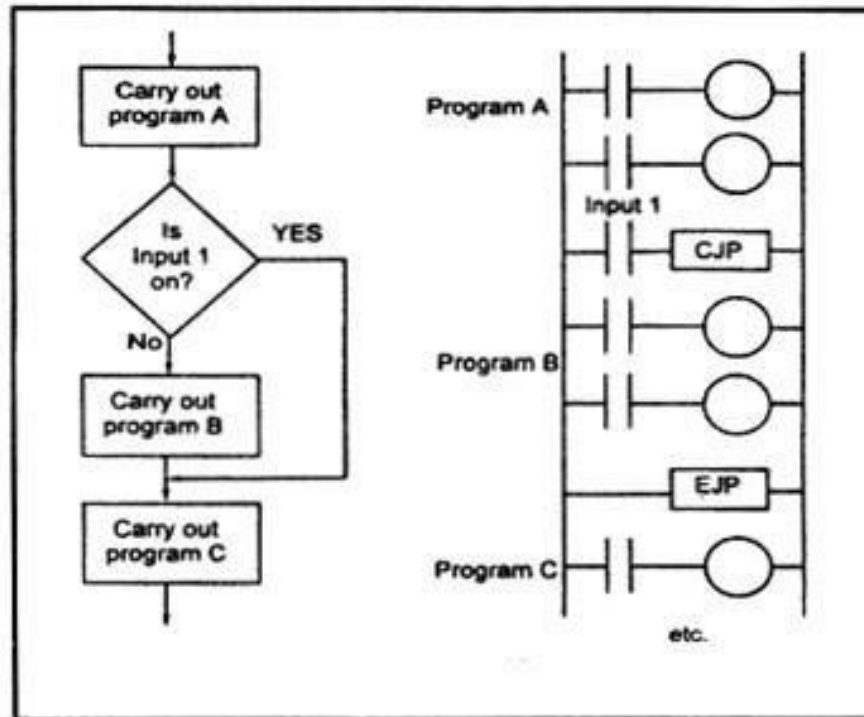 Carry out
program A
Is
Input 1
on?
YES
No
Carry out
program B
Carry out
program C
Program A
Input 1
CJP
Program B
EJP
Program C
etc.